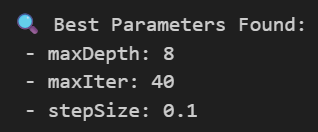 🔍 Best Parameters Found:
- maxDepth: 8
- maxIter: 40
- stepSize: 0.1